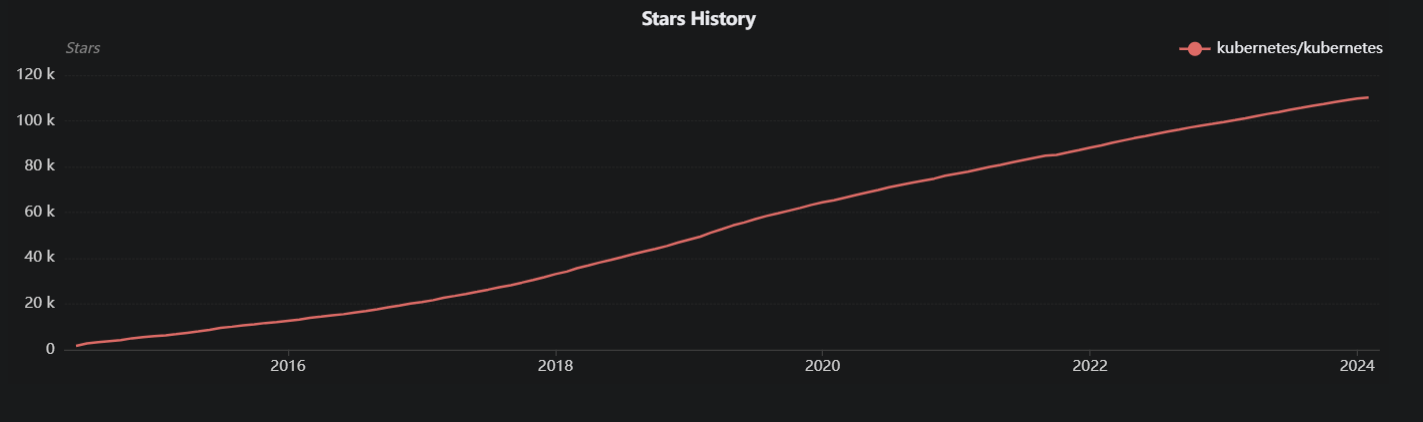 Stars History
Stars
kubernetes/kubernetes
120 k
100 k
80 k
60 k
40 k
20 k
0
2016 2018 2020 2022 2024